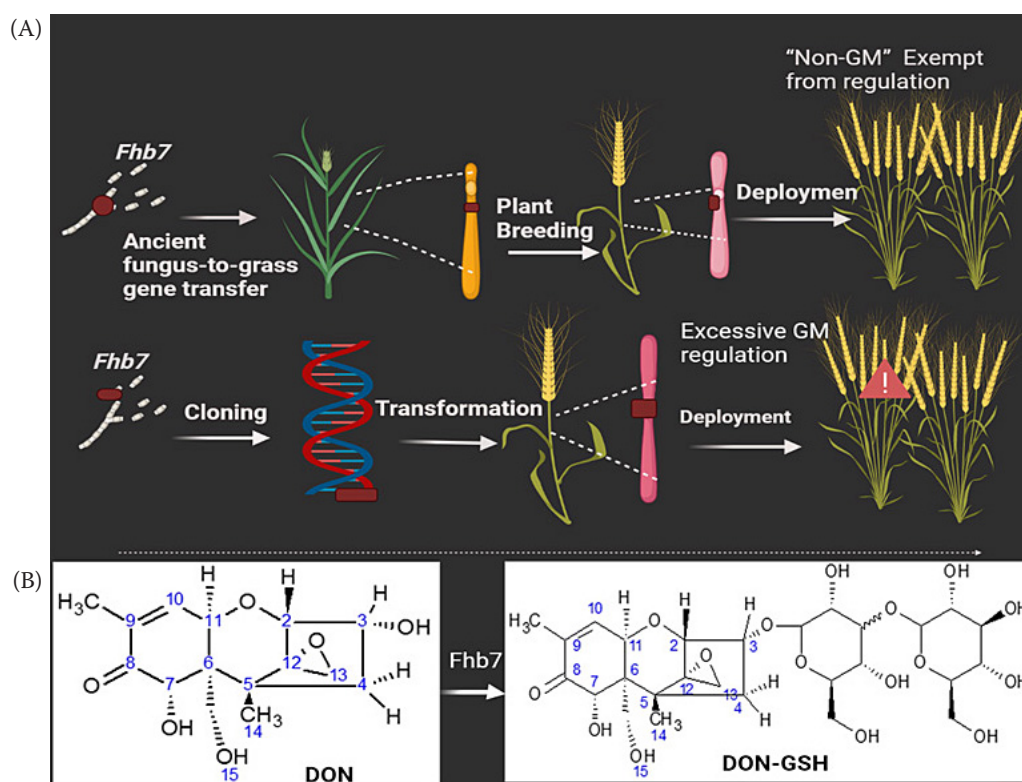 (A)
"Non-GM" Exempt
from regulation
Fhb7
Ancient
fungus-to-grass
gene transfer
Plant
Breeding
Deploymen
Fhb7
Cloning
Transformation
Excessive GM
regulation
Deployment
!
(B)
H₃C
9
10
H
11
O
H
2
H
3
OH
8
O
7
OH
6
12
O
13
5
CH₃
14
4
H
H
OH
15
DON
Fhb7
H₃C
9
10
H
11
O
H
2
H
3
O
8
O
7
OH
6
12
O
13
5
CH₃
14
4
H
H
OH
15
OH
O
O
OH
OH
OH
HO
OH
O
OH
OH
DON-GSH